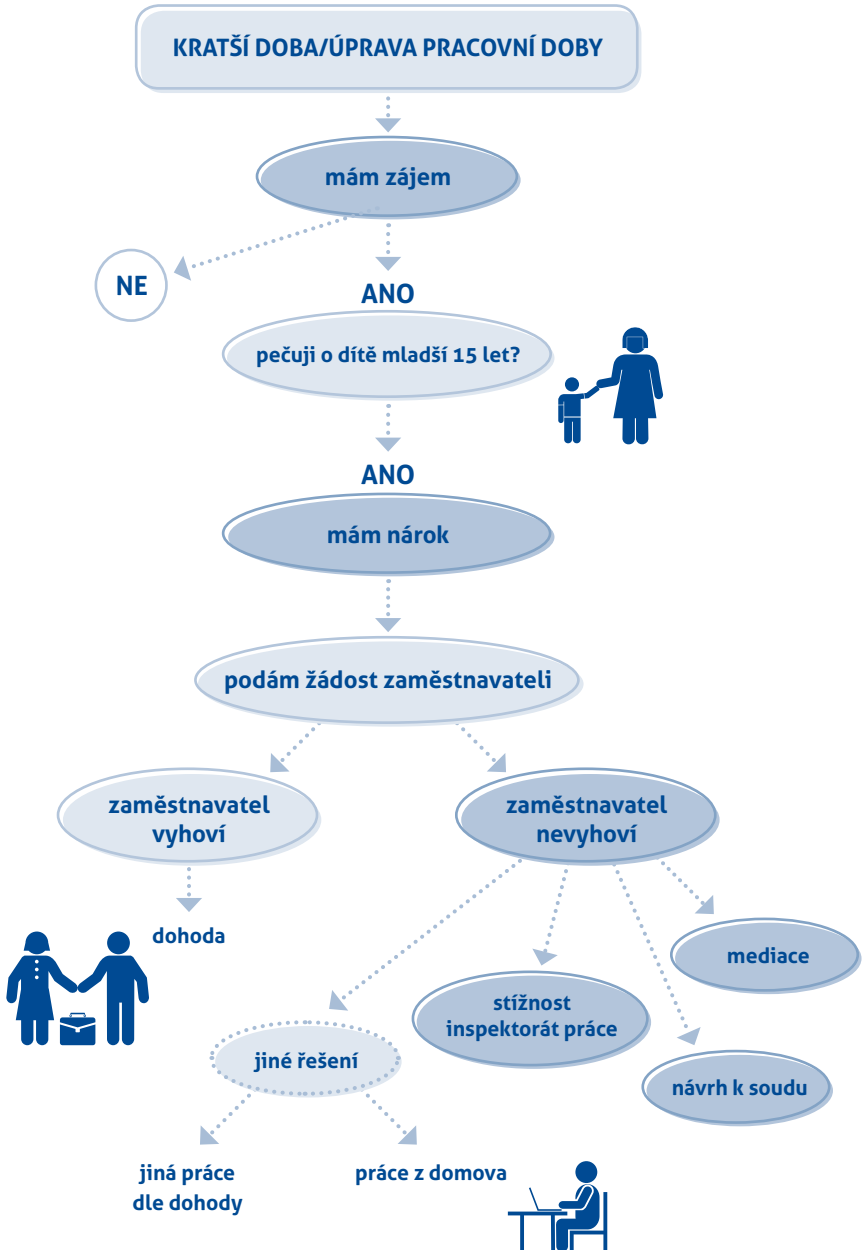 KRATŠÍ DOBA/ÚPRAVA PRACOVNÍ DOBY
mám zájem
NE
ANO
pečuji o dítě mladší 15 let?
ANO
mám nárok
podám žádost zaměstnavateli
zaměstnavatel
vyhoví
zaměstnavatel
nevyhoví
dohoda
mediace
stížnost
inspektorát práce
jiné řešení
návrh k soudu
jiná práce
dle dohody
práce z domova